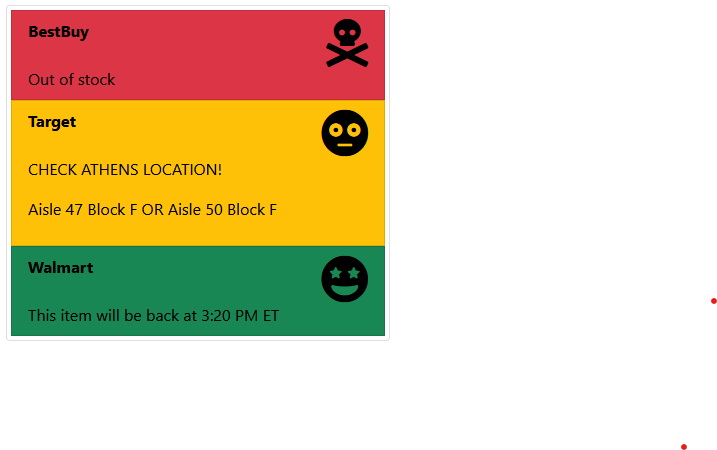 BestBuy
Out of stock
Target
CHECK ATHENS LOCATION!
Aisle 47 Block F OR Aisle 50 Block F
Walmart
This item will be back at 3:20 PM ET